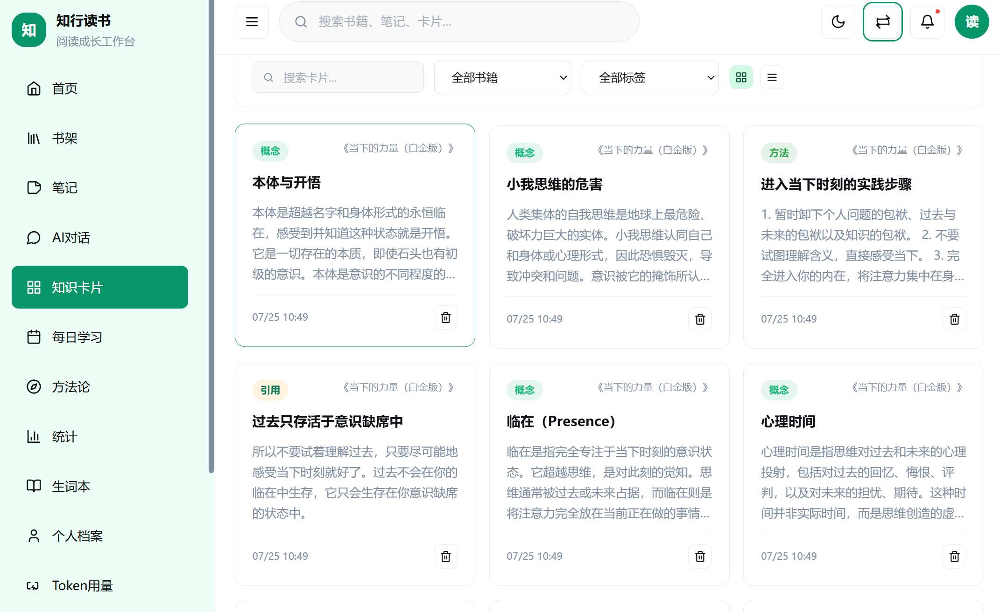 知
知行读书
阅读成长工作台
首页
书架
笔记
AI对话
知识卡片
每日学习
方法论
统计
生词本
个人档案
Token用量
搜索书籍、笔记、卡片...
读
搜索卡片...
全部书籍
全部标签
概念
《当下的力量（白金版）》
本体与开悟
本体是超越名字和身体形式的永恒临
在，感受到并知道这种状态就是开悟。
它是一切存在的本质，即使石头也有初
级的意识。本体是意识的不同程度的...
07/25 10:49
概念
《当下的力量（白金版）》
小我思维的危害
人类集体的自我思维是地球上最危险、
破坏力巨大的实体。小我思维认同自己
和身体或心理形式，因此恐惧毁灭，导
致冲突和问题。意识被它的掩饰所认...
07/25 10:49
方法
《当下的力量（白金版）》
进入当下时刻的实践步骤
1. 暂时卸下个人问题的包袱、过去与
未来的包袱以及知识的包袱。 2. 不要
试图理解含义，直接感受当下。 3. 完
全进入你的内在，将注意力集中在身...
07/25 10:49
引用
《当下的力量（白金版）》
过去只存活于意识缺席中
所以不要试着理解过去，只要尽可能地
感受当下时刻就好了。过去不会在你的
临在中生存，它只会生存在你意识缺席
的状态中。
07/25 10:49
概念
《当下的力量（白金版）》
临在（Presence）
临在是指完全专注于当下时刻的意识状
态。它超越思维，是对此刻的觉知。思
维通常被过去或未来占据，而临在则是
将注意力完全放在当前正在做的事情...
07/25 10:49
概念
《当下的力量（白金版）》
心理时间
心理时间是指思维对过去和未来的心理
投射，包括对过去的回忆、悔恨、评
判，以及对未来的担忧、期待。这种时
间并非实际时间，而是思维创造的虚...
07/25 10:49